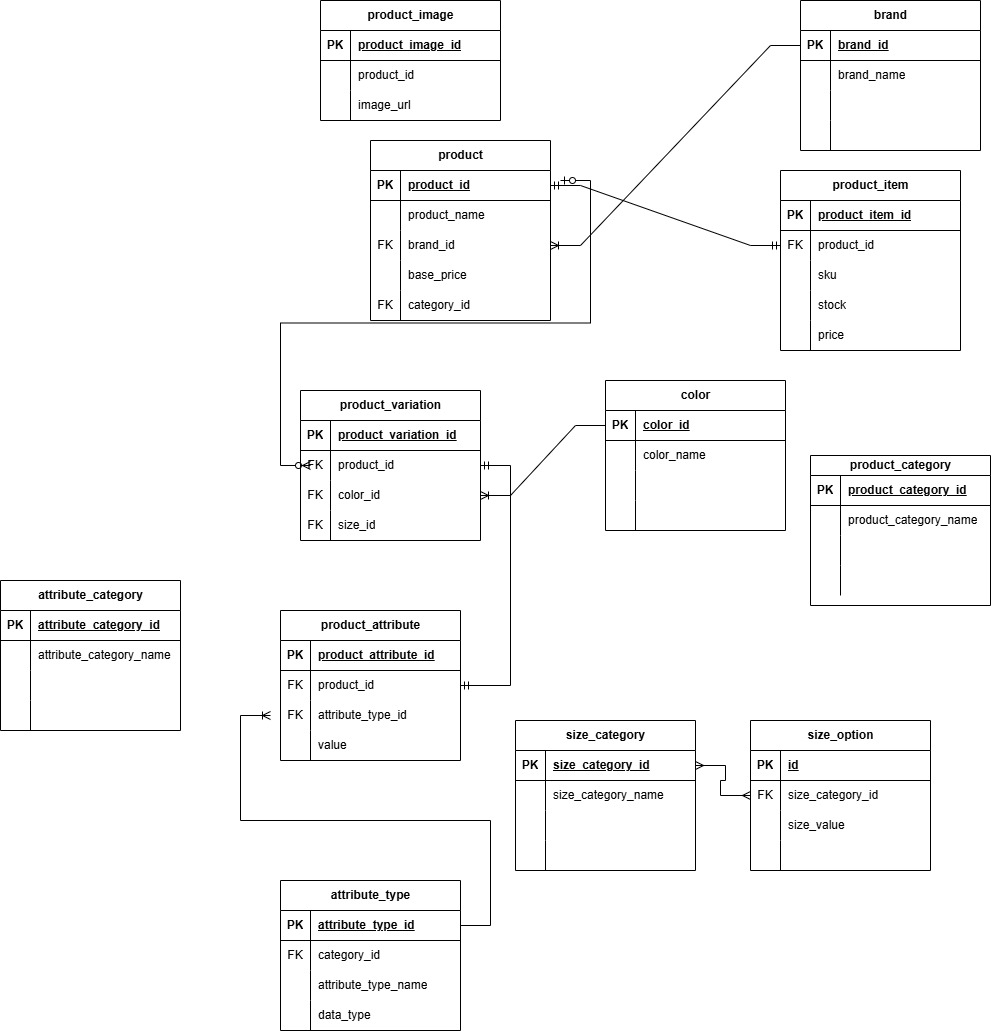 product_image
PK product_image_id
product_id
image_url
brand
PK brand_id
brand_name
product
PK product_id
product_name
FK brand_id
base_price
FK category_id
product_item
PK product_item_id
FK product_id
sku
stock
price
product_variation
PK product_variation_id
FK product_id
FK color_id
FK size_id
color
PK color_id
color_name
product_category
PK product_category_id
product_category_name
attribute_category
PK attribute_category_id
attribute_category_name
product_attribute
PK product_attribute_id
FK product_id
FK attribute_type_id
value
size_category
PK size_category_id
size_category_name
size_option
PK id
FK size_category_id
size_value
attribute_type
PK attribute_type_id
FK category_id
attribute_type_name
data_type